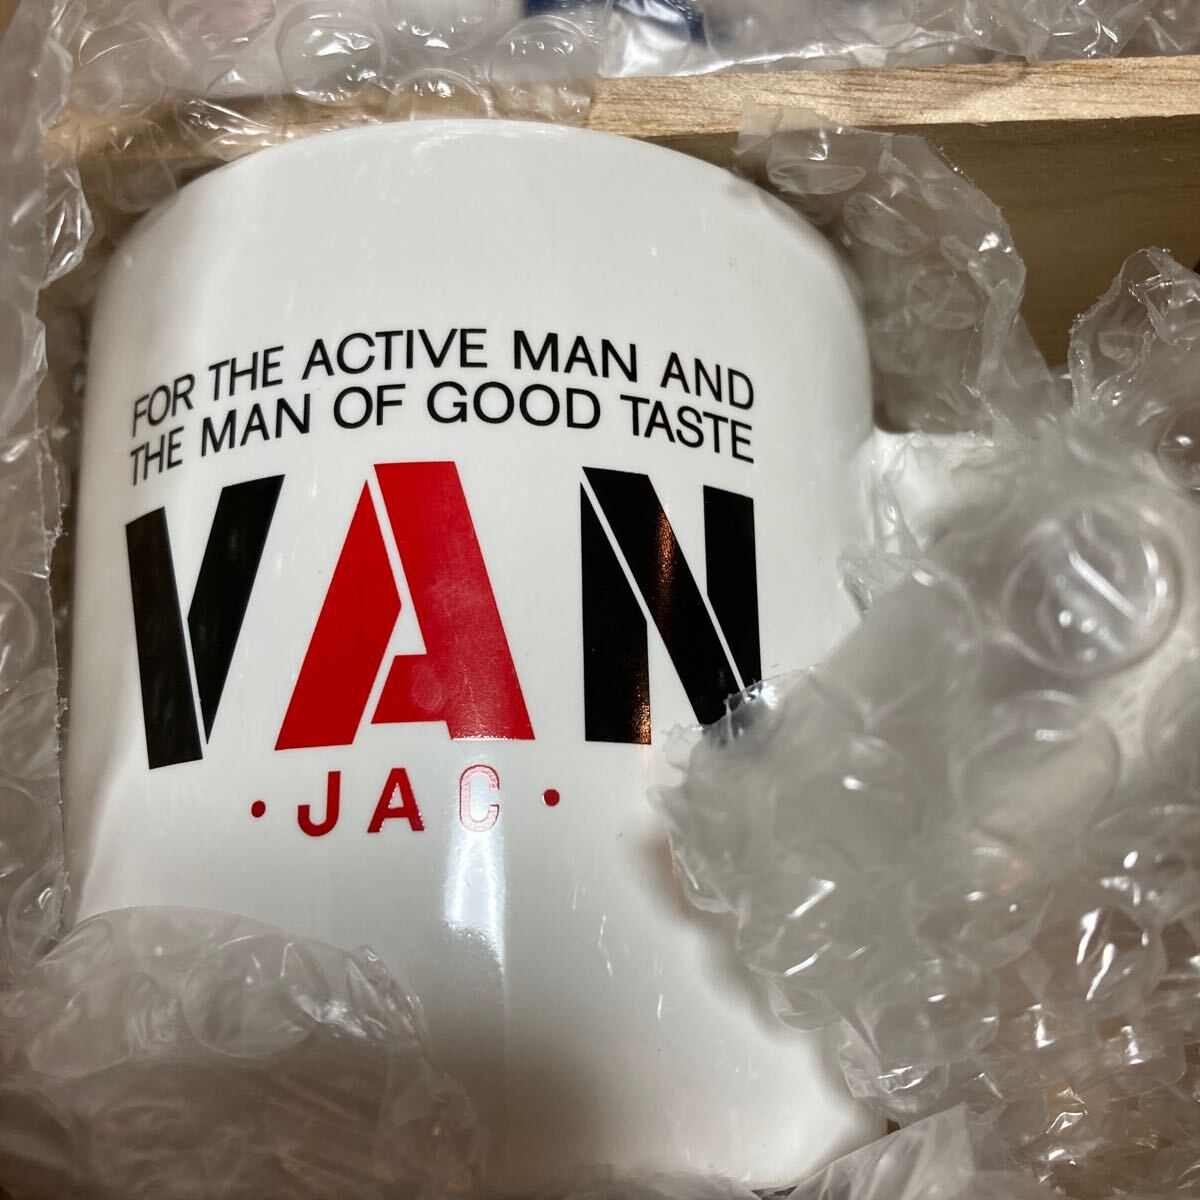 FOR THE ACTIVE MAN AND
THE MAN OF GOOD TASTE
VAN
・JAC・